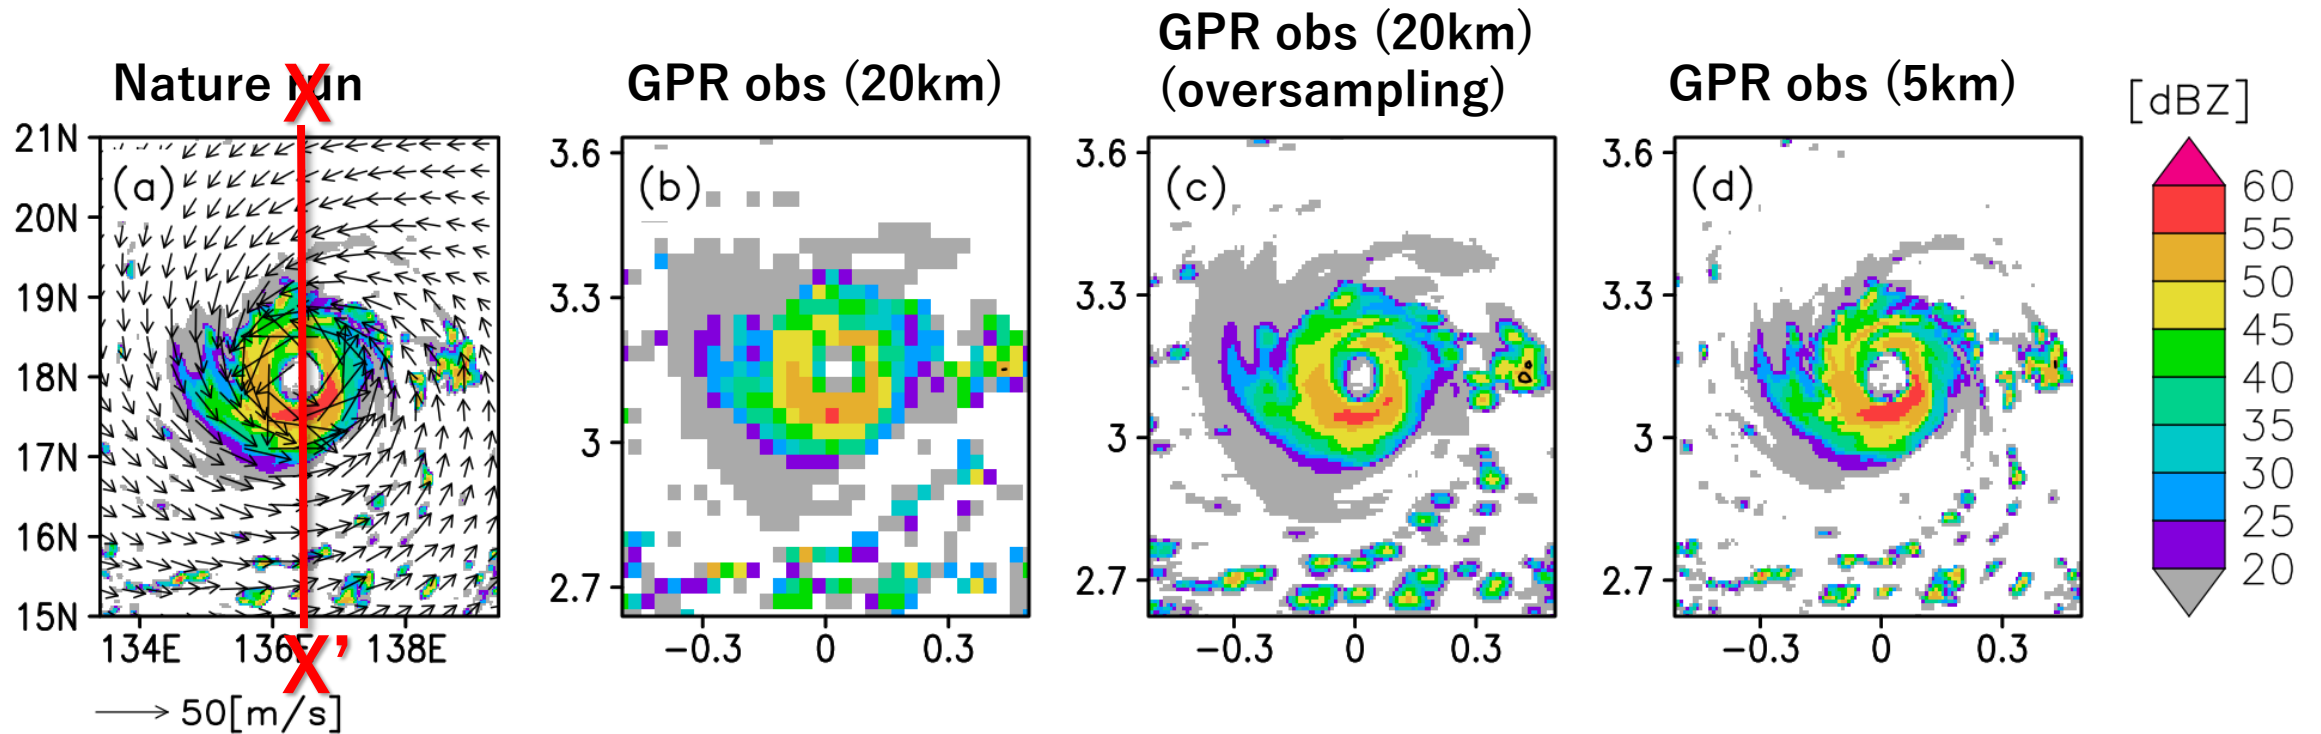 Nature run
X
GPR obs (20km)
GPR obs (20km)
(oversampling)
GPR obs (5km)
[dBZ]
(a)
21N
20N
19N
18N
17N
16N
15N
134E
136E
138E
X'
50[m/s]
(b)
3.6
3.3
3
2.7
-0.3
0
0.3
(c)
3.6
3.3
3
2.7
-0.3
0
0.3
(d)
3.6
3.3
3
2.7
-0.3
0
0.3
60
55
50
45
40
35
30
25
20